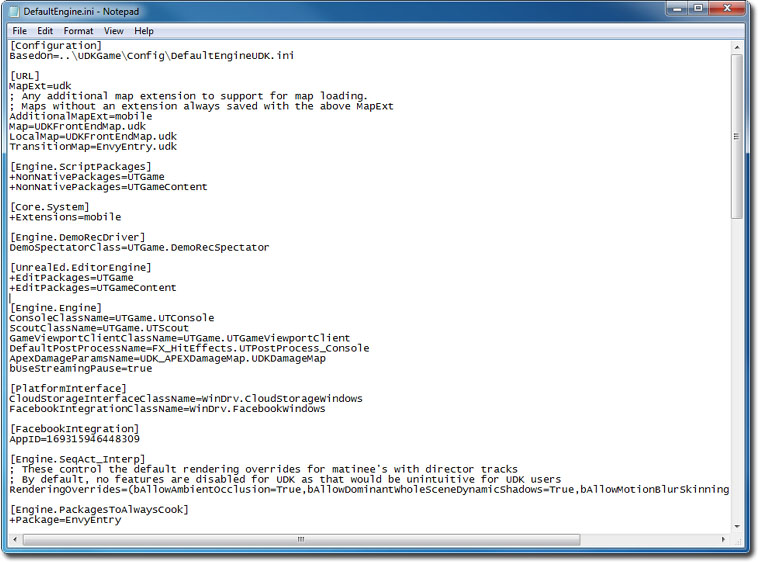 DefaultEngine.ini - Notepad
File Edit Format View Help
[Configuration]
BasedOn=..\UDKGame\Config\DefaultEngineUDK.ini
[URL]
MapExt=udk
; Any additional map extension to support for map loading.
; Maps without an extension always saved with the above MapExt
AdditionalMapExt=mobile
Map=UDKFrontEndMap.udk
LocalMap=UDKFrontEndMap.udk
TransitionMap=EnvyEntry.udk
[Engine.ScriptPackages]
+NonNativePackages=UTGame
+NonNativePackages=UTGameContent
[Core.System]
+Extensions=mobile
[Engine.DemoRecDriver]
DemoSpectatorClass=UTGame.DemoRecSpectator
[UnrealEd.EditorEngine]
+EditPackages=UTGame
+EditPackages=UTGameContent
[Engine.Engine]
ConsoleClassName=UTGame.UTConsole
ScoutClassName=UTGame.UTScout
GameViewportClientClassName=UTGame.UTGameViewportClient
DefaultPostProcessName=FX_HitEffects.UTPostProcess_Console
ApexDamageParamsName=UDK_APEXDamageMap.UDKDamageMap
bUseStreamingPause=true
[PlatformInterface]
CloudStorageInterfaceClassName=WinDrv.CloudStorageWindows
FacebookIntegrationClassName=WinDrv.FacebookWindows
[FacebookIntegration]
AppID=169315946448309
[Engine.SeqAct_Interp]
; These control the default rendering overrides for matinee's with director tracks
; By default, no features are disabled for UDK as that would be unintuitive for UDK users
RenderingOverrides=(bAllowAmbientOcclusion=True,bAllowDominantWholeSceneDynamicShadows=True,bAllowMotionBlurSkinning
[Engine.PackagesToAlwaysCook]
+Package=EnvyEntry